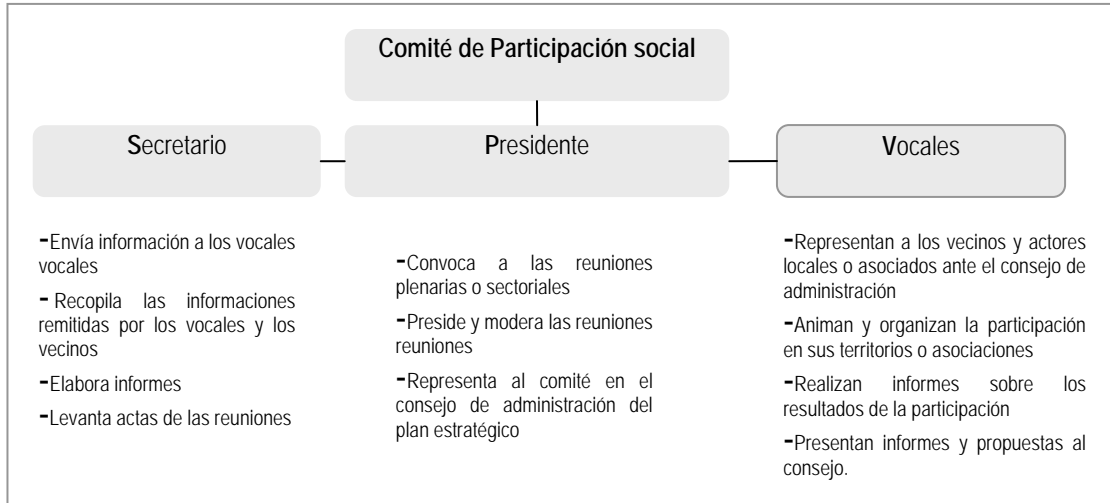 Comité de Participación social
Secretario
Presidente
Vocales
-Envía información a los vocales
vocales
- Recopila las informaciones
remitidas por los vocales y los
vecinos
-Elabora informes
-Levanta actas de las reuniones
-Convoca a las reuniones
plenarias o sectoriales
-Preside y modera las reuniones
reuniones
-Representa al comité en el
consejo de administración del
plan estratégico
-Representan a los vecinos y actores
locales o asociados ante el consejo de
administración
-Animan y organizan la participación
en sus territorios o asociaciones
-Realizan informes sobre los
resultados de la participación
-Presentan informes y propuestas al
consejo.